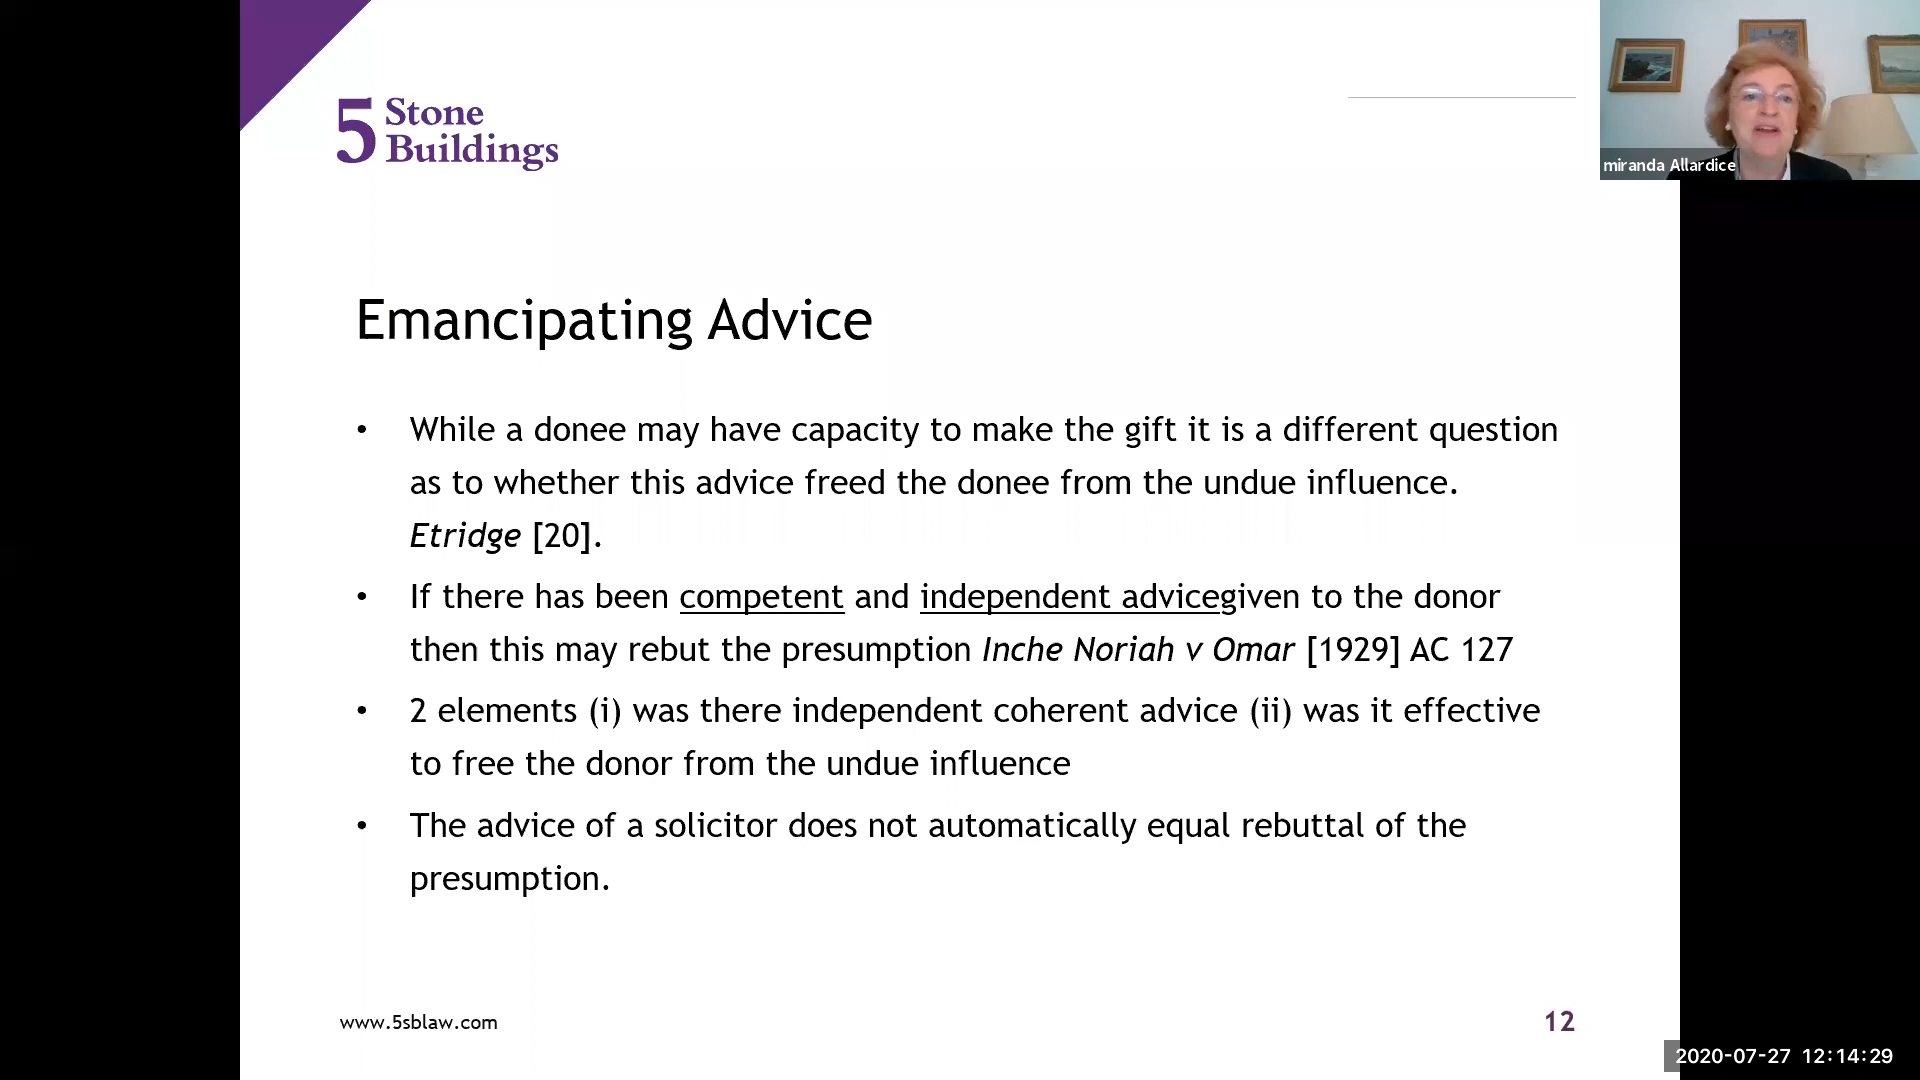 5 Stone
Buildings
miranda Allardice
Emancipating Advice
• While a donee may have capacity to make the gift it is a different question
as to whether this advice freed the donee from the undue influence.
Etridge [20].
• If there has been competent and independent advicegiven to the donor
then this may rebut the presumption Inche Noriah v Omar [1929] AC 127
• 2 elements (i) was there independent coherent advice (ii) was it effective
to free the donor from the undue influence
• The advice of a solicitor does not automatically equal rebuttal of the
presumption.
www.5sblaw.com
12
2020-07-27 12:14:29